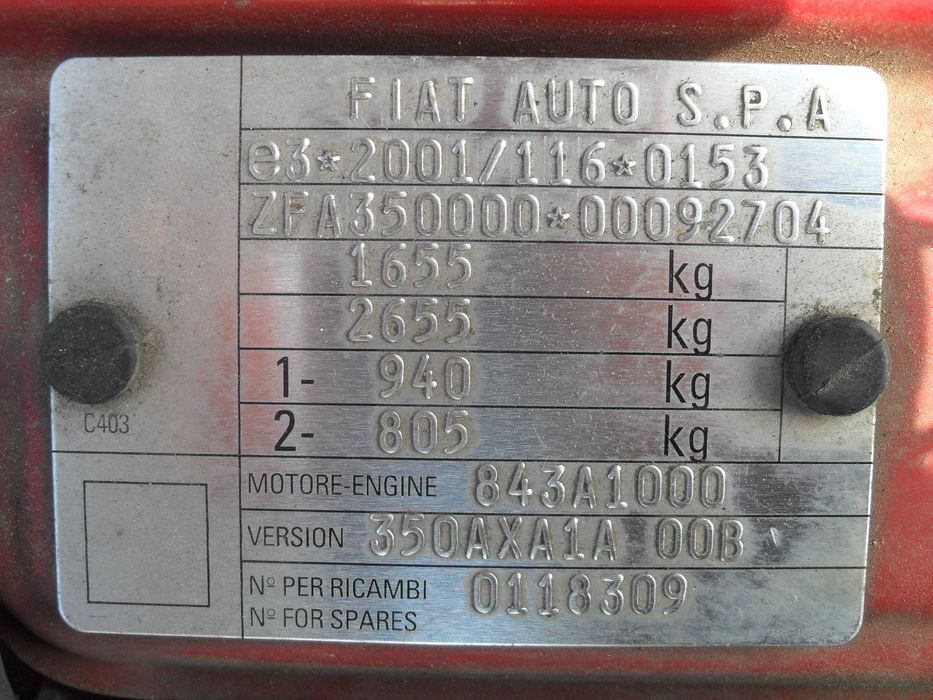 FIAT AUTO S.P.A
e3*2001/116*0153
ZFA350000*00092704
1655 kg
2655 kg
1- 940 kg
2- 805 kg
C403
MOTORE-ENGINE 843A1000
VERSION 350AXA1A 00B
Nº PER RICAMBI 0118309
Nº FOR SPARES